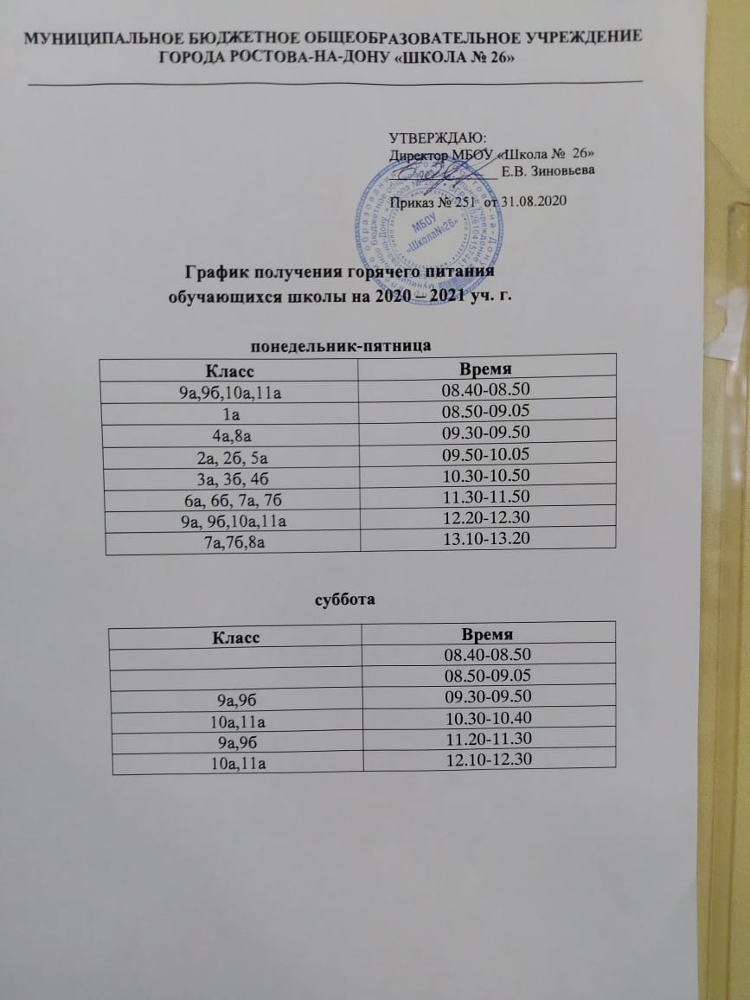 МУНИЦИПАЛЬНОЕ БЮДЖЕТНОЕ ОБЩЕОБРАЗОВАТЕЛЬНОЕ УЧРЕЖДЕНИЕ
ГОРОДА РОСТОВА-НА-ДОНУ «ШКОЛА № 26»
УТВЕРЖДАЮ:
Директор МБОУ «Школа № 26»
Е.В. Зиновьева
Приказ № 251 от 31.08.2020
МБОУ
«Школа№26»
График получения горячего питания
обучающихся школы на 2020 – 2021 уч. г.
понедельник-пятница
Класс Время
9а,9б,10а,11а 08.40-08.50
1а 08.50-09.05
4а,8а 09.30-09.50
2а, 2б, 5а 09.50-10.05
3а, 3б, 4б 10.30-10.50
6а, 6б, 7а, 7б 11.30-11.50
9а, 9б,10а,11а 12.20-12.30
7а,7б,8а 13.10-13.20
суббота
Класс Время
08.40-08.50
08.50-09.05
9а,9б 09.30-09.50
10а,11а 10.30-10.40
9а,9б 11.20-11.30
10а,11а 12.10-12.30